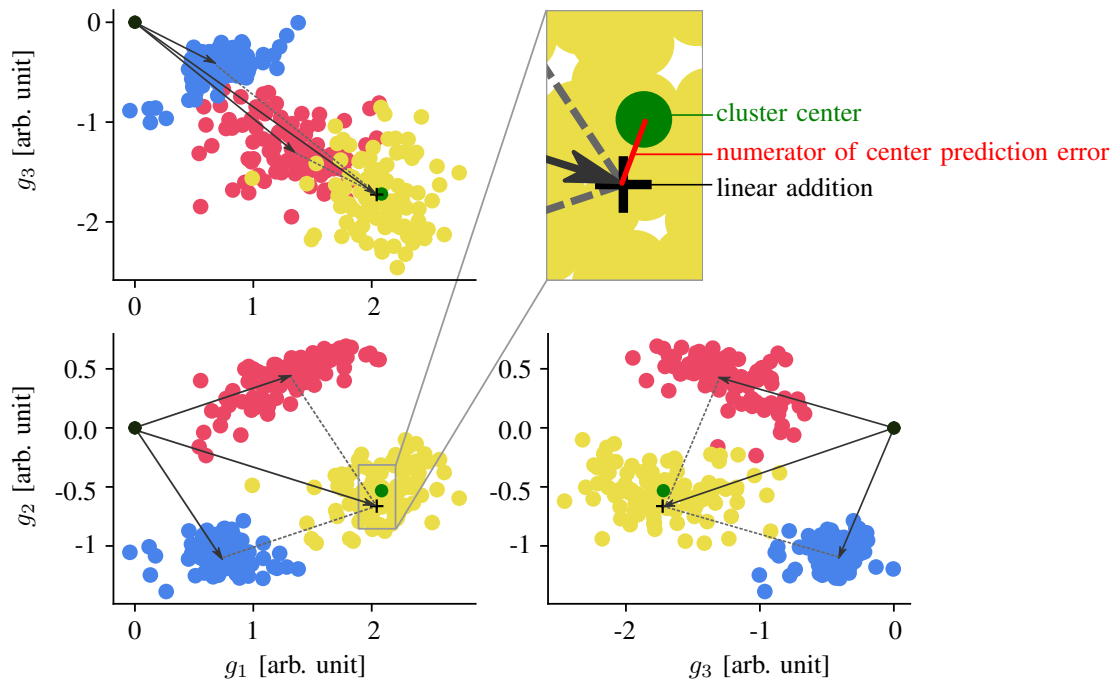 0
-1
-2
g3 [arb. unit]
0 1 2
cluster center
numerator of center prediction error
linear addition
0.5
0.0
-0.5
-1
g2 [arb. unit]
0 1 2
g1 [arb. unit]
0.5
0.0
-0.5
-1
-2 -1 0
g3 [arb. unit]